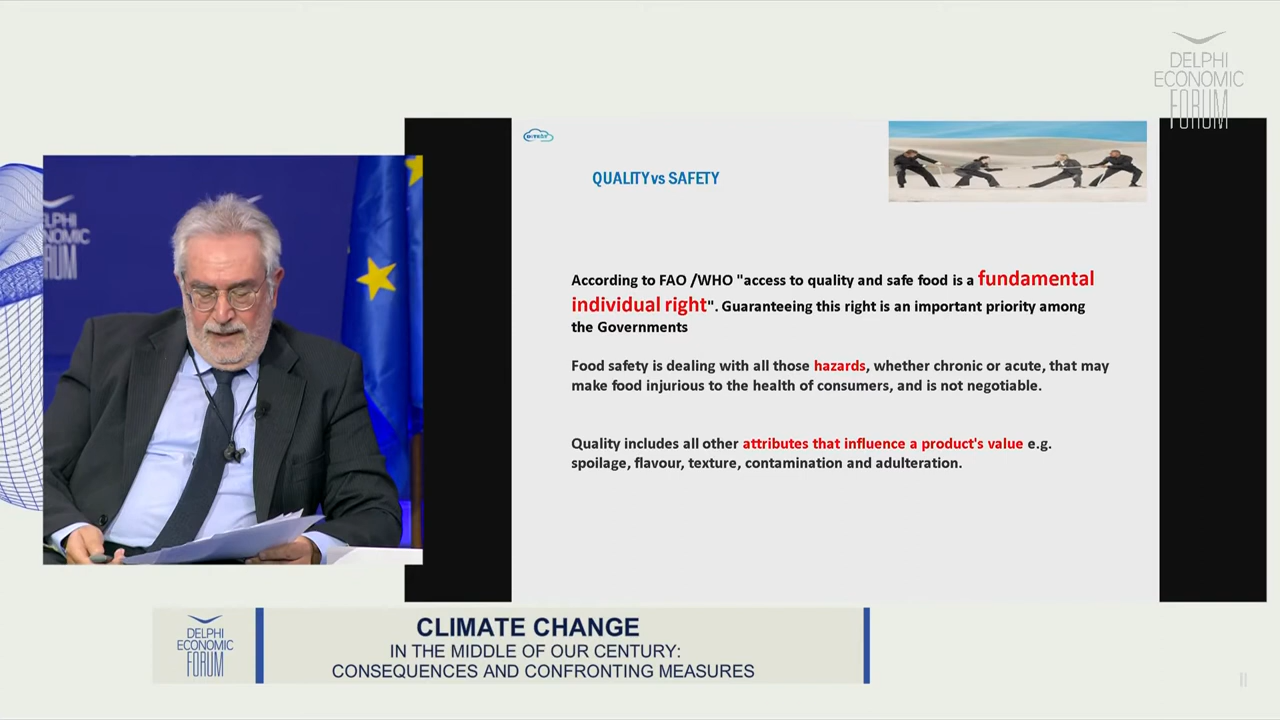 DELPHI
ECONOMIC
FORUM
QUALITY vs SAFETY
According to FAO /WHO "access to quality and safe food is a fundamental
individual right". Guaranteeing this right is an important priority among
the Governments
Food safety is dealing with all those hazards, whether chronic or acute, that may
make food injurious to the health of consumers, and is not negotiable.
Quality includes all other attributes that influence a product's value e.g.
spoilage, flavour, texture, contamination and adulteration.
LPHI
NOMIC
UM
DELPHI
ECONOMIC
FORUM
CLIMATE CHANGE
IN THE MIDDLE OF OUR CENTURY:
CONSEQUENCES AND CONFRONTING MEASURES